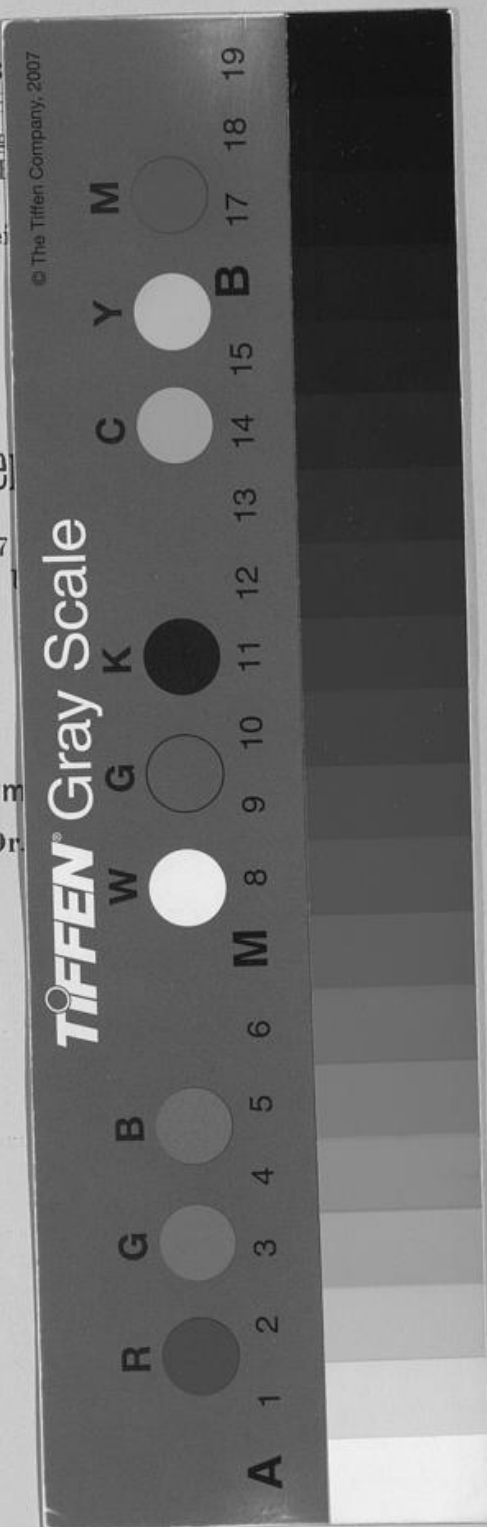 TIFFEN® Gray Scale
© The Tiffen Company, 2007
R G B W G K C Y M
A 1 2 3 4 5 6 M 8 9 10 11 12 13 14 15 B 17 18 19